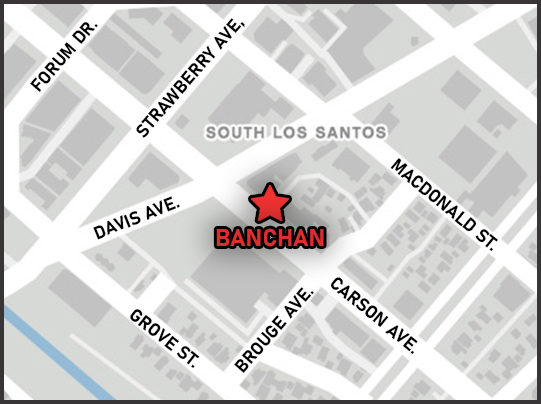 FORUM DR.
STRAWBERRY AVE,
SOUTH LOS SANTOS
MACDONALD ST.
DAVIS AVE.
BANCHAN
GROVE ST.
BROUGE AVE.
CARSON AVE.